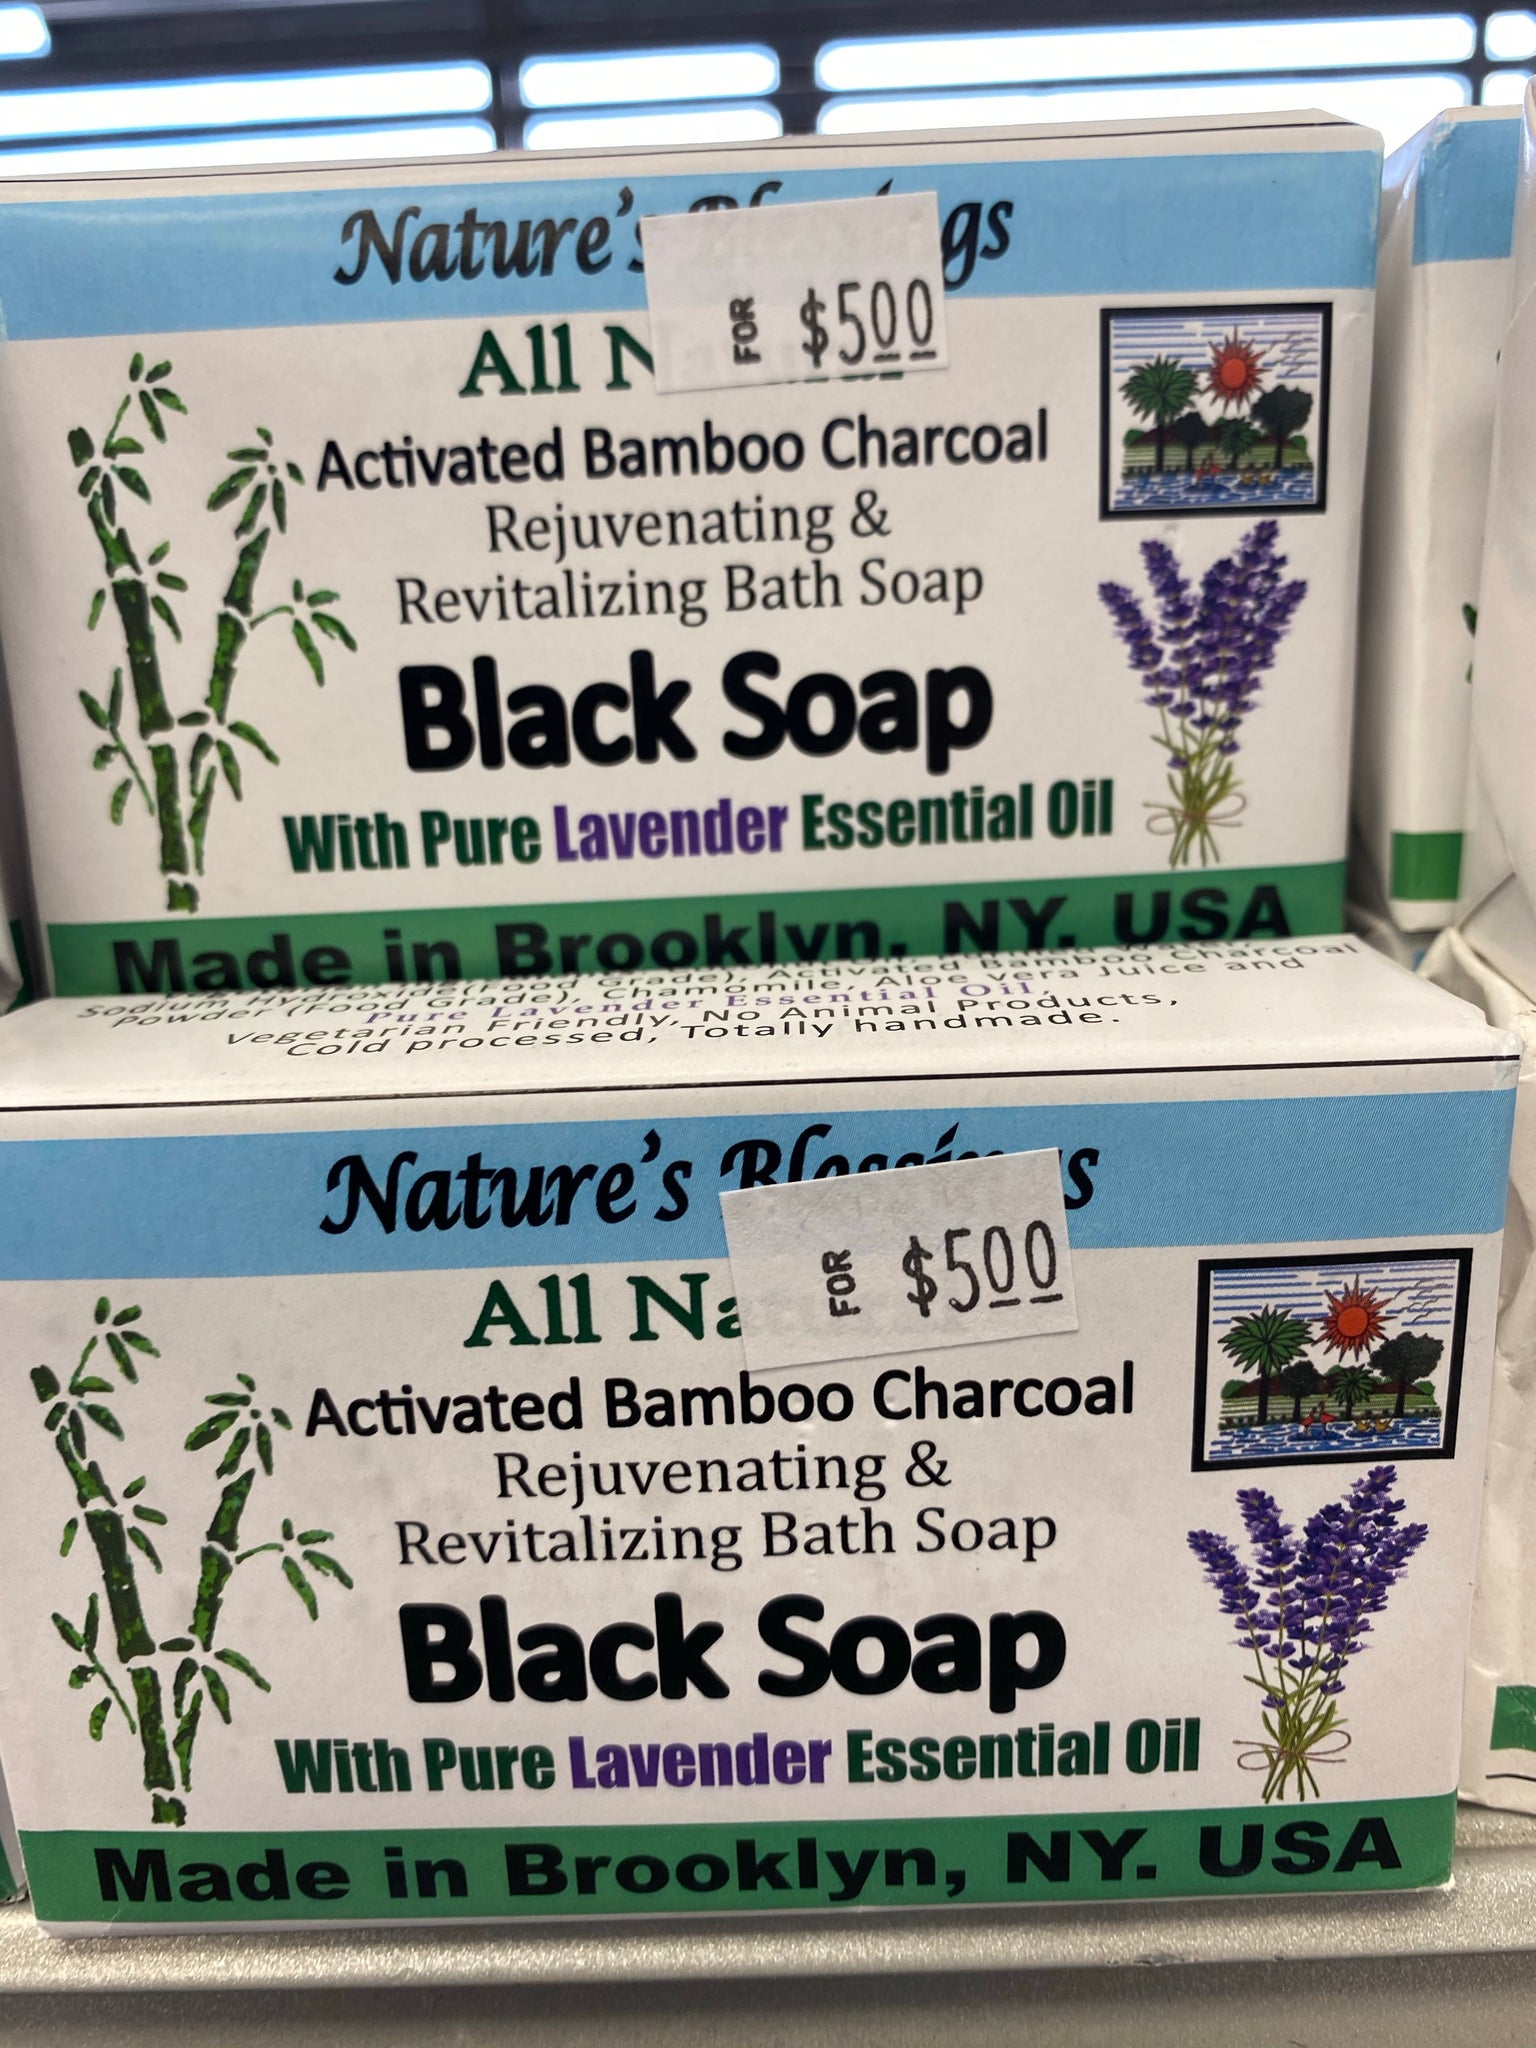 Nature's
FOR $500
All
Activated Bamboo Charcoal
Rejuvenating &
Revitalizing Bath Soap
Black Soap
With Pure Lavender Essential Oil
Made in Brooklyn, NY. USA
Sodium Hydroxide(Food Grade), Activated Bamboo Charcoal
Powder (Food Grade), Chamomile, Aloe vera Juice and
Pure Lavender Essential Oil,
Vegetarian Friendly, No Animal Products,
Cold processed, Totally handmade.
Nature's Blessings
FOR $500
All
Activated Bamboo Charcoal
Rejuvenating &
Revitalizing Bath Soap
Black Soap
With Pure Lavender Essential Oil
Made in Brooklyn, NY. USA